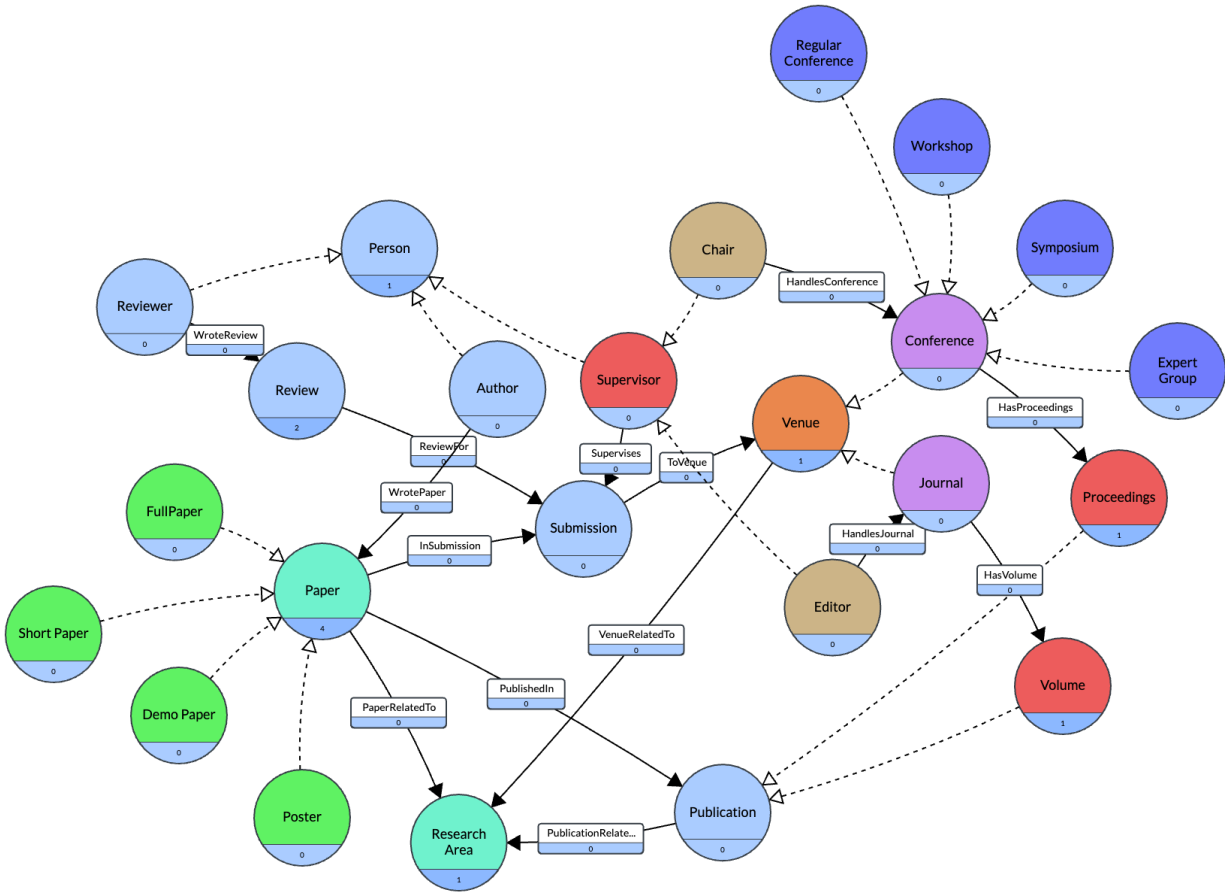 Regular
Conference
0
Workshop
0
Person
1
Chair
0
Symposium
0
Reviewer
0
HandlesConference
0
WroteReview
0
Conference
0
Review
2
Author
0
Supervisor
0
Expert
Group
0
Venue
1
HasProceedings
0
ReviewFor
0
Supervises
0
ToVenue
0
WrotePaper
0
Journal
0
Proceedings
1
FullPaper
0
Submission
0
HandlesJournal
0
InSubmission
0
HasVolume
0
Paper
4
Editor
0
Short Paper
0
VenueRelatedTo
0
PublishedIn
0
Volume
1
Demo Paper
0
PaperRelatedTo
0
Poster
0
Publication
0
Research
Area
1
PublicationRelate...
0